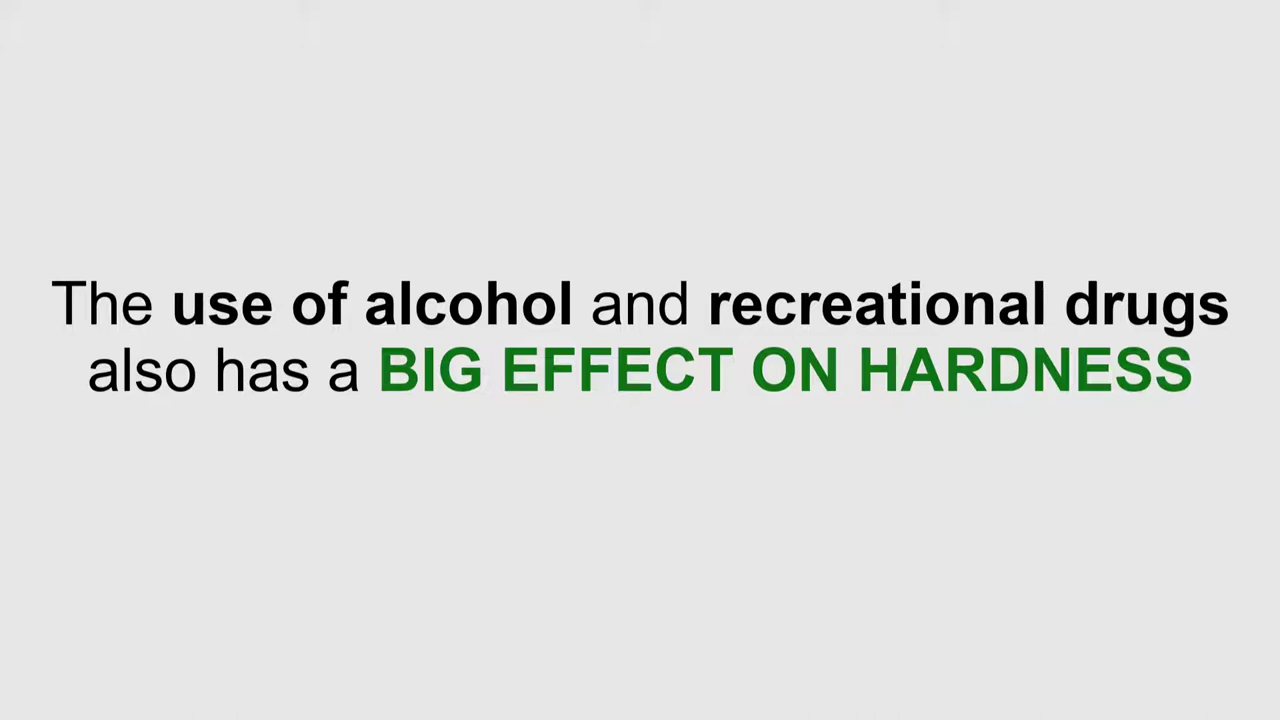 The use of alcohol and recreational drugs
also has a BIG EFFECT ON HARDNESS